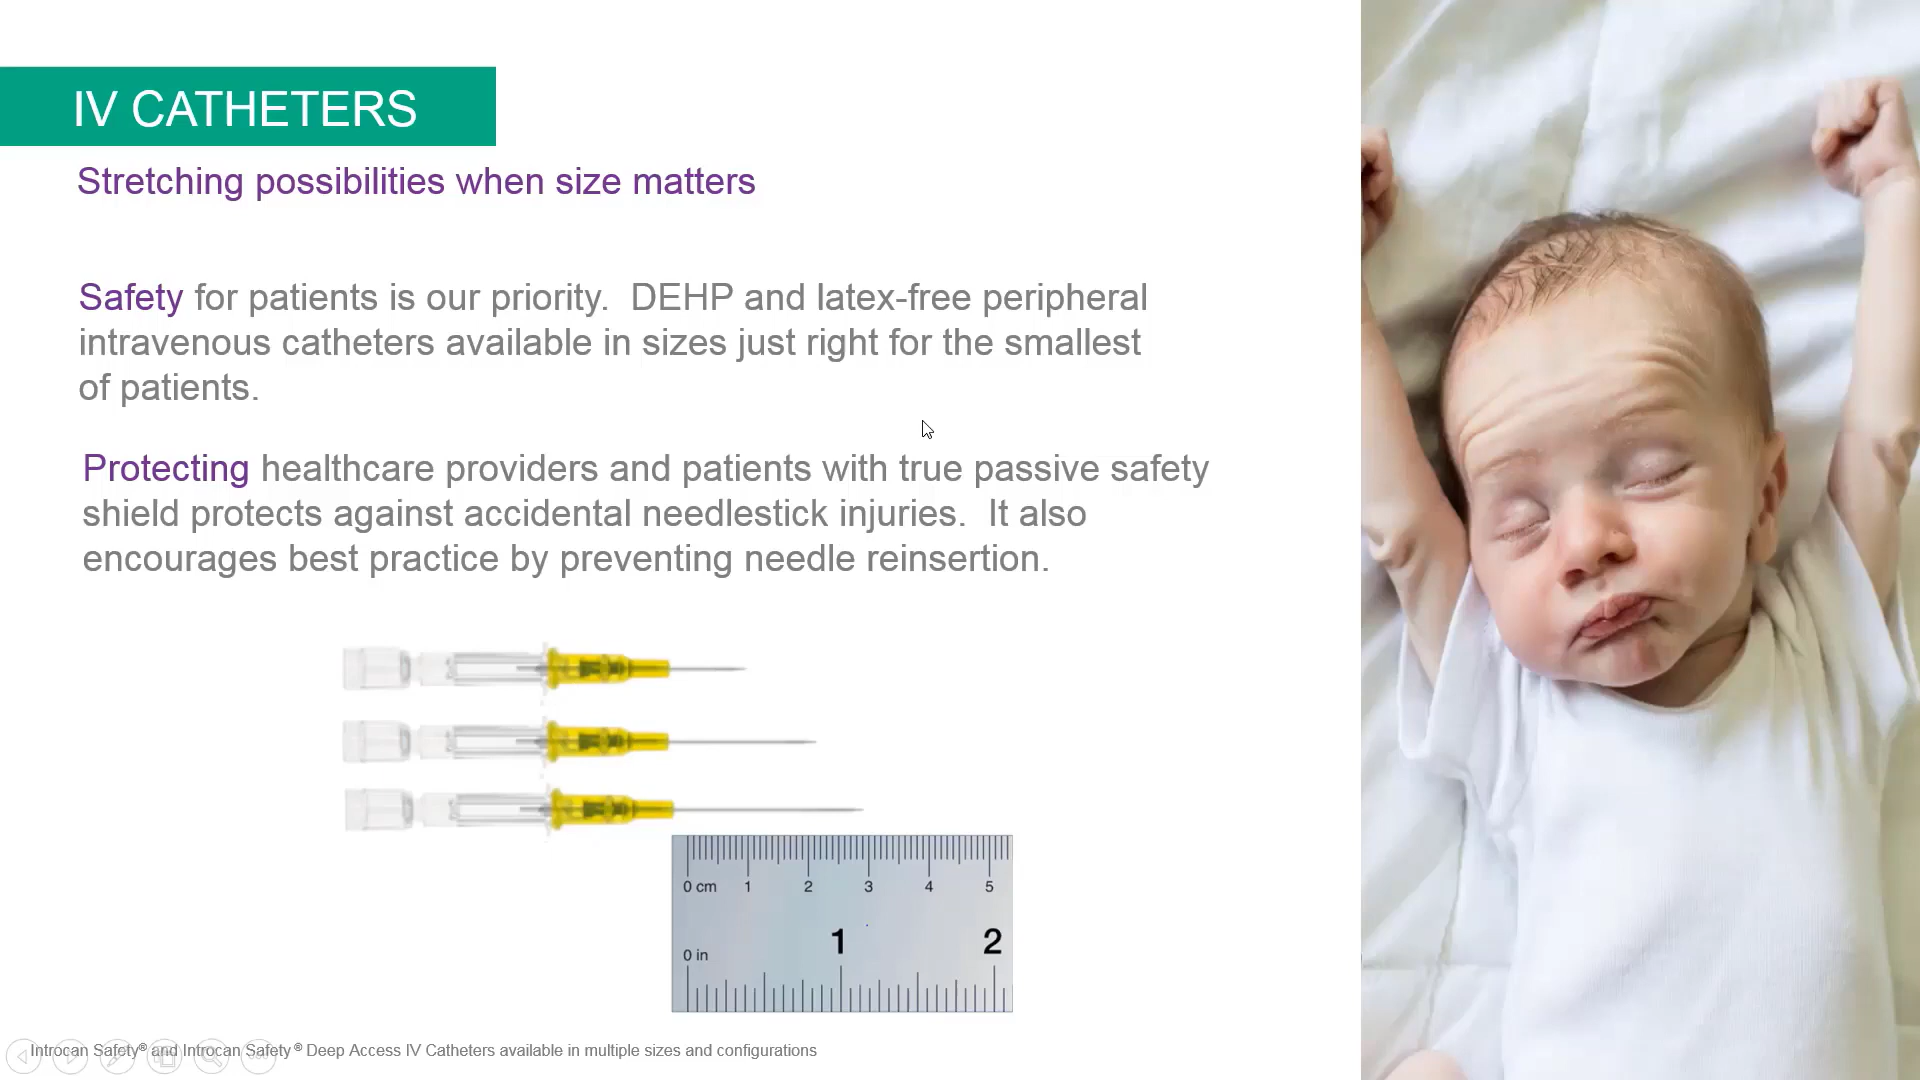 IV CATHETERS
Stretching possibilities when size matters
Safety for patients is our priority.  DEHP and latex-free peripheral
intravenous catheters available in sizes just right for the smallest
of patients.
Protecting healthcare providers and patients with true passive safety
shield protects against accidental needlestick injuries.  It also
encourages best practice by preventing needle reinsertion.
0 cm 1 2 3 4 5
0 in 1 2
Introcan Safety® and Introcan Safety® Deep Access IV Catheters available in multiple sizes and configurations